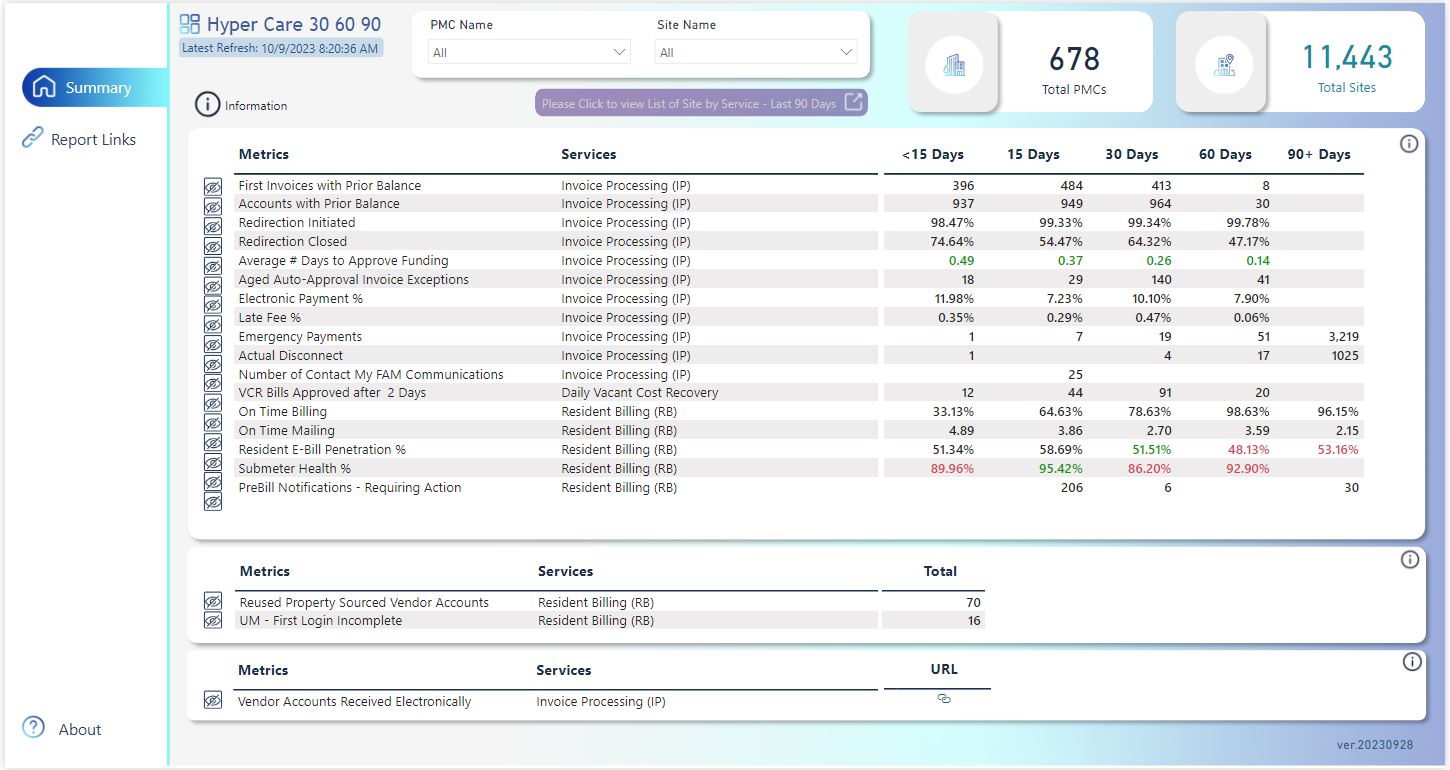 Hyper Care 30 60 90
Latest Refresh: 10/9/2023 8:20:36 AM
PMC Name
All
Site Name
All
678
Total PMCs
11,443
Total Sites
Summary
Report Links
Information
Please Click to view List of Site by Service - Last 90 Days
Metrics Services <15 Days 15 Days 30 Days 60 Days 90+ Days
First Invoices with Prior Balance Invoice Processing (IP) 396 484 413 8
Accounts with Prior Balance Invoice Processing (IP) 937 949 964 30
Redirection Initiated Invoice Processing (IP) 98.47% 99.33% 99.34% 99.78%
Redirection Closed Invoice Processing (IP) 74.64% 54.47% 64.32% 47.17%
Average # Days to Approve Funding Invoice Processing (IP) 0.49 0.37 0.26 0.14
Aged Auto-Approval Invoice Exceptions Invoice Processing (IP) 18 29 140 41
Electronic Payment % Invoice Processing (IP) 11.98% 7.23% 10.10% 7.90%
Late Fee % Invoice Processing (IP) 0.35% 0.29% 0.47% 0.06%
Emergency Payments Invoice Processing (IP) 1 7 19 51 3,219
Actual Disconnect Invoice Processing (IP) 1 4 17 1025
Number of Contact My FAM Communications Invoice Processing (IP) 25
VCR Bills Approved after 2 Days Daily Vacant Cost Recovery 12 44 91 20
On Time Billing Resident Billing (RB) 33.13% 64.63% 78.63% 98.63% 96.15%
On Time Mailing Resident Billing (RB) 4.89 3.86 2.70 3.59 2.15
Resident E-Bill Penetration % Resident Billing (RB) 51.34% 58.69% 51.51% 48.13% 53.16%
Submeter Health % Resident Billing (RB) 89.96% 95.42% 86.20% 92.90%
PreBill Notifications - Requiring Action Resident Billing (RB) 206 6 30
Metrics Services Total
Reused Property Sourced Vendor Accounts Resident Billing (RB) 70
UM - First Login Incomplete Resident Billing (RB) 16
Metrics Services URL
Vendor Accounts Received Electronically Invoice Processing (IP)
About
ver.20230928